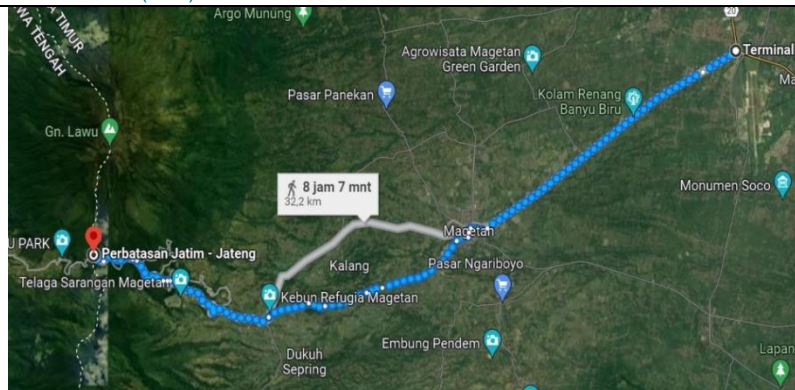 Argo Munung
20
Terminal
Agrowisata Magetan
Green Garden
JAWA TIMUR
WA TENGAH
Pasar Panekan
Kolam Renang
Banyu Biru
Gn. Lawu
8 jam 7 mnt
32,2 km
Monumen Soco
Magetan
U PARK
Perbatasan Jatim - Jateng
Kalang
Pasar Ngariboyo
Telaga Sarangan Magetan
Kebun Refugia Magetan
Dukuh
Sepring
Embung Pendem
Lapan